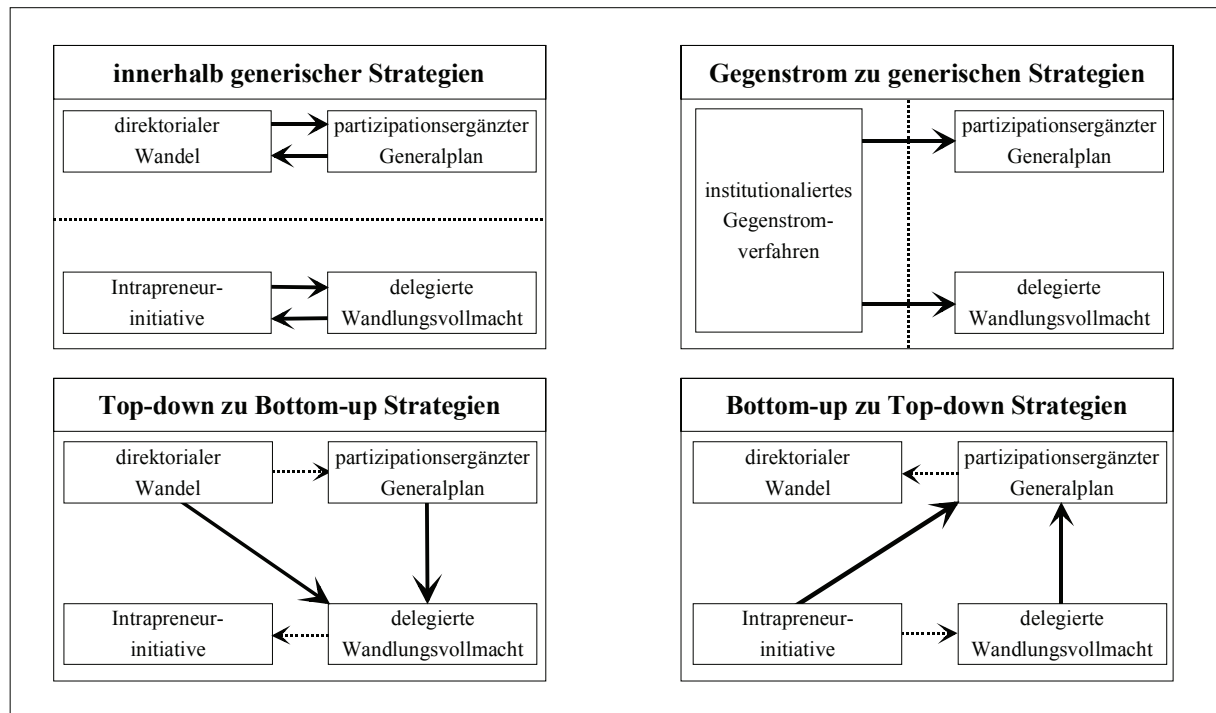 innerhalb generischer Strategien
direktorialer
Wandel
partizipationsergänzter
Generalplan
Intrapreneur-
initiative
delegierte
Wandlungsvollmacht
Gegenstrom zu generischen Strategien
institutionaliertes
Gegenstrom-
verfahren
partizipationsergänzter
Generalplan
delegierte
Wandlungsvollmacht
Top-down zu Bottom-up Strategien
direktorialer
Wandel
partizipationsergänzter
Generalplan
Intrapreneur-
initiative
delegierte
Wandlungsvollmacht
Bottom-up zu Top-down Strategien
direktorialer
Wandel
partizipationsergänzter
Generalplan
Intrapreneur-
initiative
delegierte
Wandlungsvollmacht